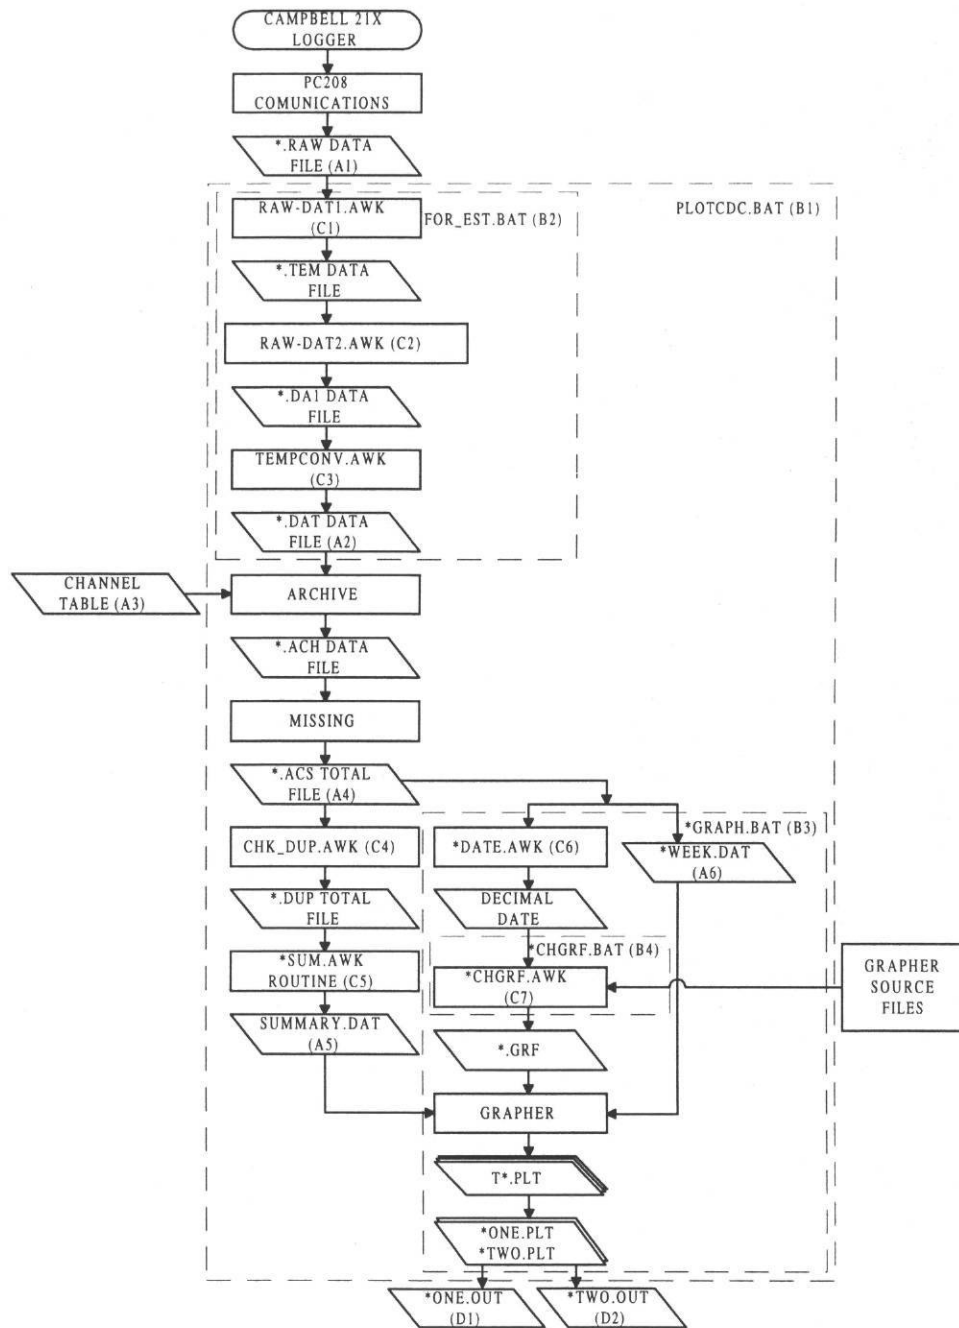 CAMPBELL 21X
LOGGER
PC208
COMUNICATIONS
*.RAW DATA
FILE (A1)
RAW-DAT1.AWK
(C1)
FOR_EST.BAT (B2)
PLOTCDC.BAT (B1)
*.TEM DATA
FILE
RAW-DAT2.AWK (C2)
*.DA1 DATA
FILE
TEMPCONV.AWK
(C3)
*.DAT DATA
FILE (A2)
CHANNEL
TABLE (A3)
ARCHIVE
*.ACH DATA
FILE
MISSING
*.ACS TOTAL
FILE (A4)
*GRAPH.BAT (B3)
CHK_DUP.AWK (C4)
*DATE.AWK (C6)
*WEEK.DAT
(A6)
*.DUP TOTAL
FILE
DECIMAL
DATE
*CHGRF.BAT (B4)
*SUM.AWK
ROUTINE (C5)
*CHGRF.AWK
(C7)
GRAPHER
SOURCE
FILES
SUMMARY.DAT
(A5)
*.GRF
GRAPHER
T*.PLT
*ONE.PLT
*TWO.PLT
*ONE.OUT
(D1)
*TWO.OUT
(D2)